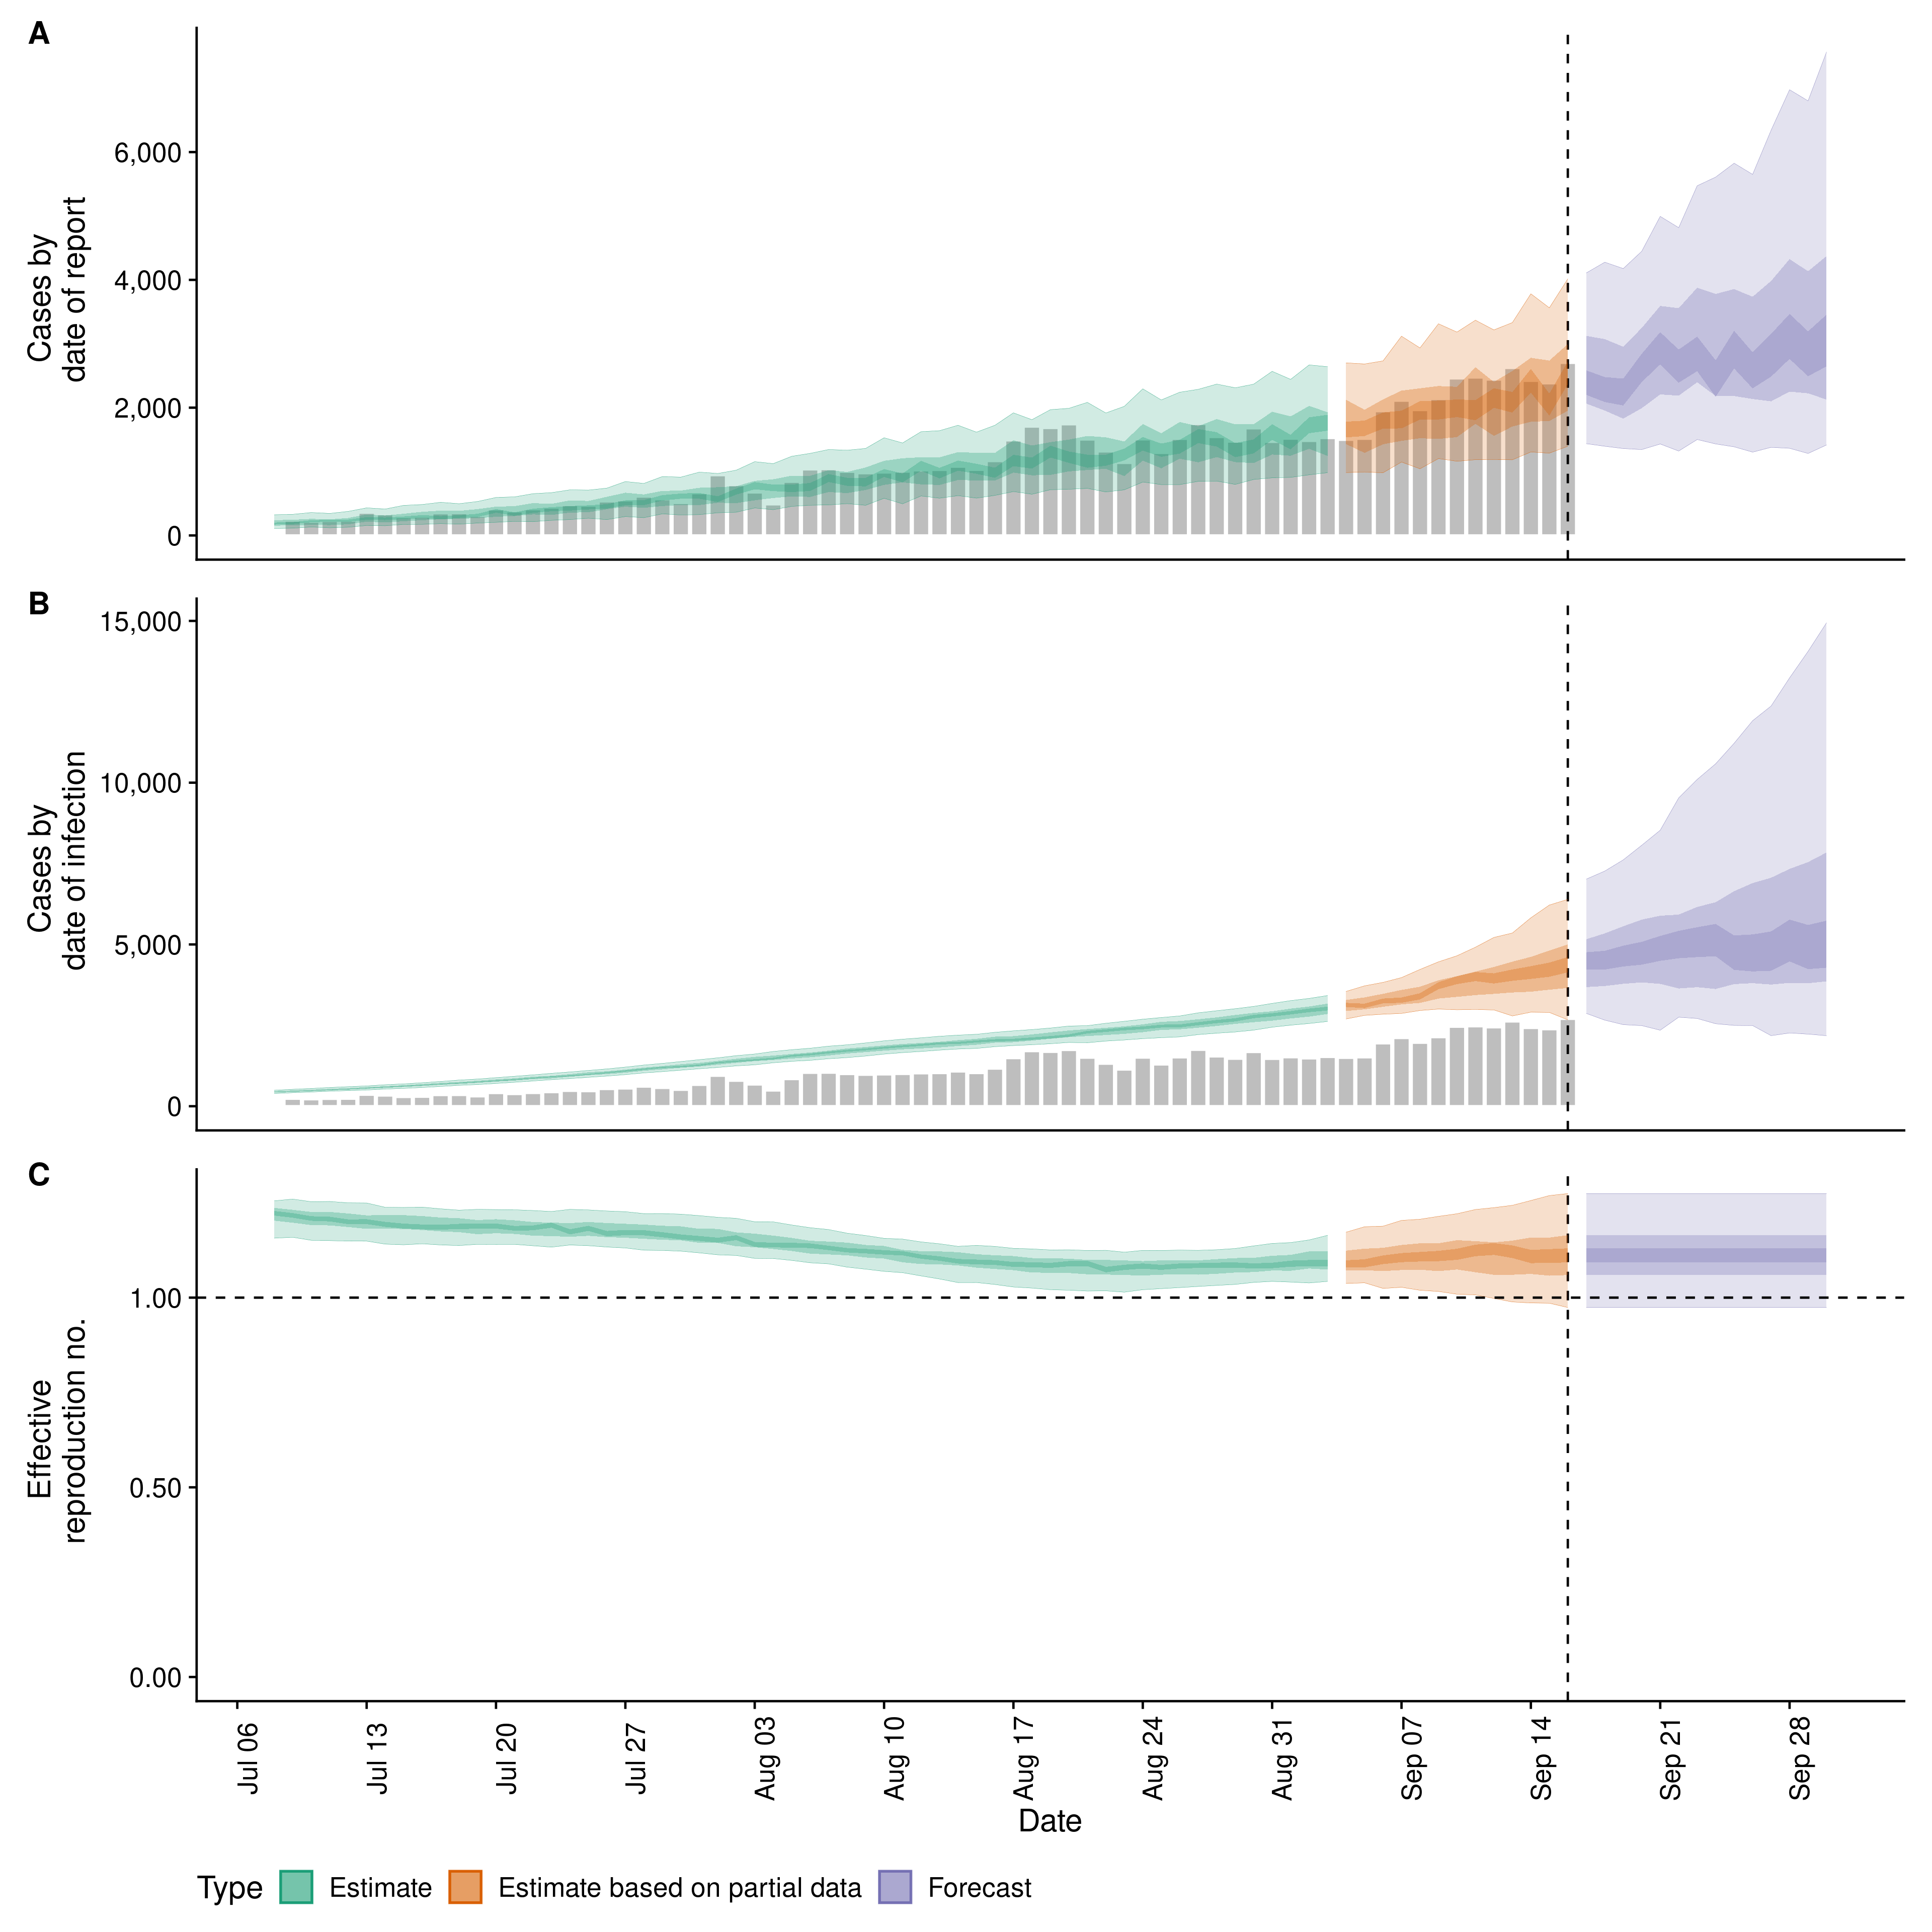 A
Cases by
date of report
6,000
4,000
2,000
0
B
Cases by
date of infection
15,000
10,000
5,000
0
C
Effective
reproduction no.
1.00
0.50
0.00
Jul 06
Jul 13
Jul 20
Jul 27
Aug 03
Aug 10
Aug 17
Aug 24
Aug 31
Sep 07
Sep 14
Sep 21
Sep 28
Date
Type Estimate Estimate based on partial data Forecast